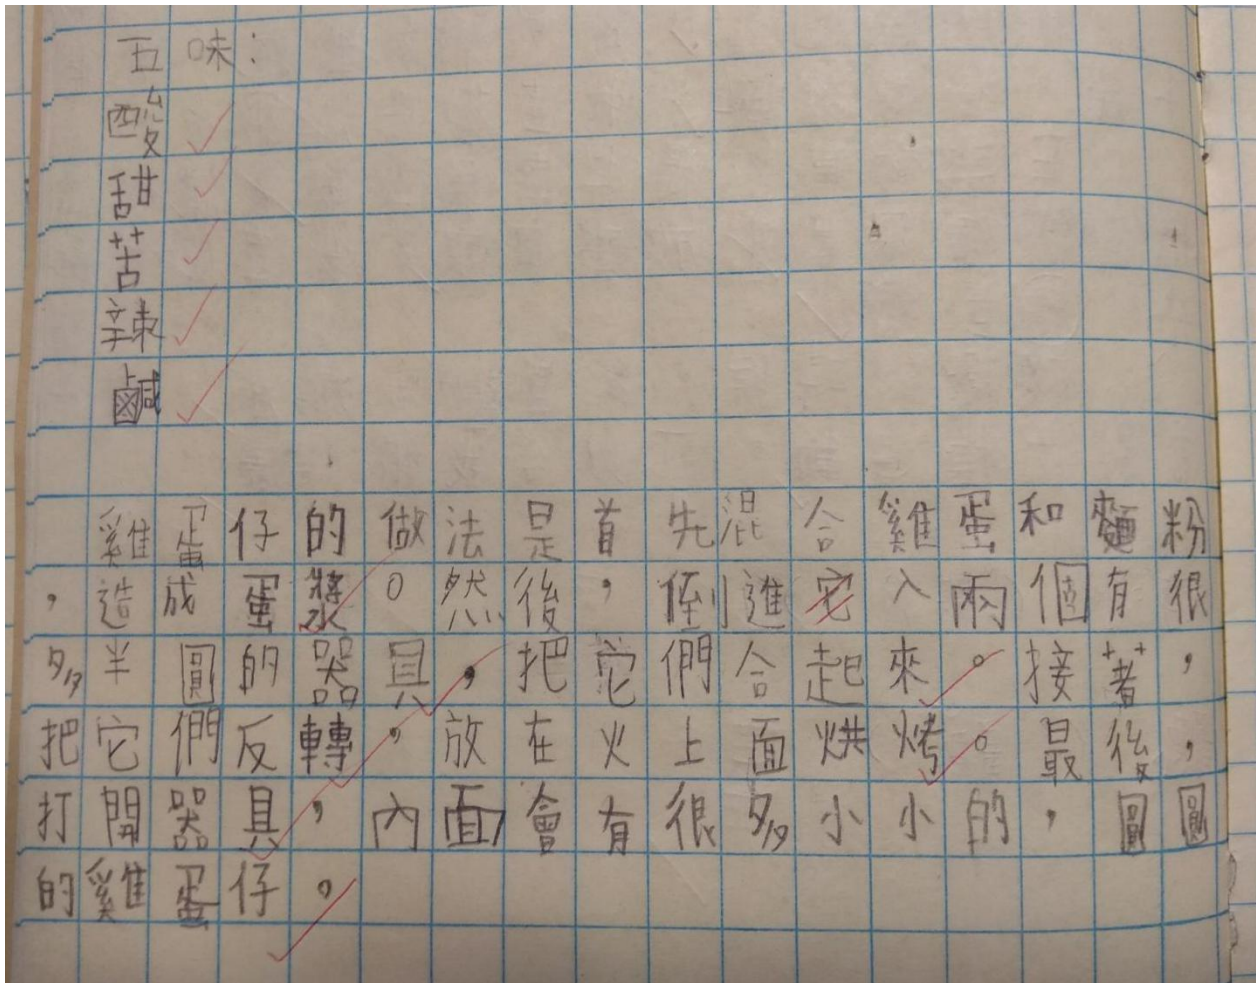 五味：
酸
甜
苦
辣
鹹
雞蛋仔的做法是首先混合雞蛋和麵粉
，造成蛋漿。然後，倒進它入兩個有很
多半圓的器具，把它們合起來。接著，
把它們反轉，放在火上面烘烤。最後，
打開器具，內面會有很多小小的，圓圓
的雞蛋仔。